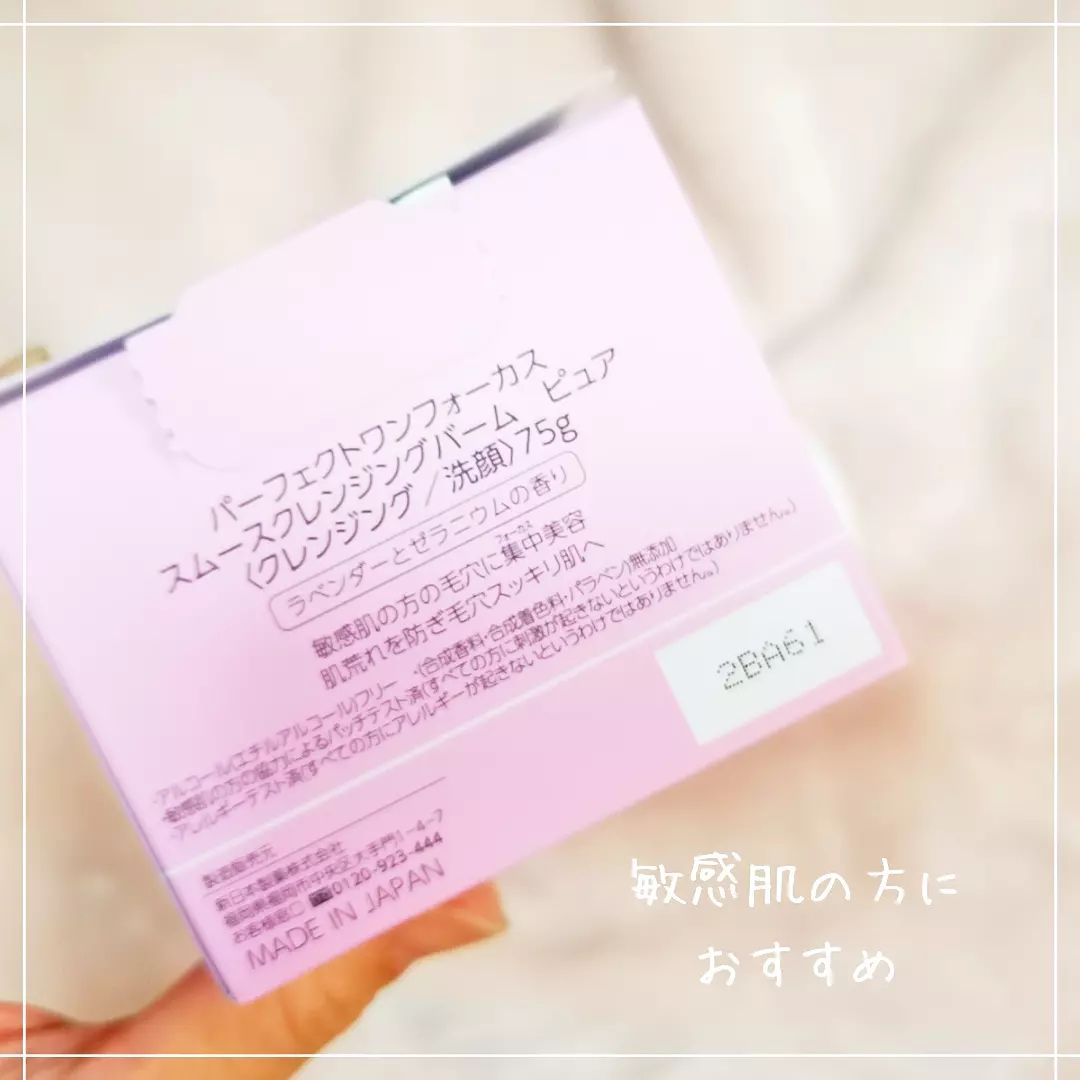 パーフェクトワンフォーカス
スムースクレンジングバーム ピュア
〈クレンジング/洗顔〉75g
ラベンダーとゼラニウムの香り
フォーカス
敏感肌の方の毛穴に集中美容
肌荒れを防ぎ毛穴スッキリ肌へ
・アルコール(エチルアルコール)フリー ・(合成香料・合成着色料・パラベン)無添加
・敏感肌の方の協力によるパッチテスト済(すべての方に刺激が起きないというわけではありません。)
・アレルギーテスト済(すべての方にアレルギーが起きないというわけではありません。)
2BA61
製造販売元
新日本製薬株式会社
福岡県福岡市中央区大手門1-4-7
お客様窓口 0120-923-444
MADE IN JAPAN
敏感肌の方に
おすすめ